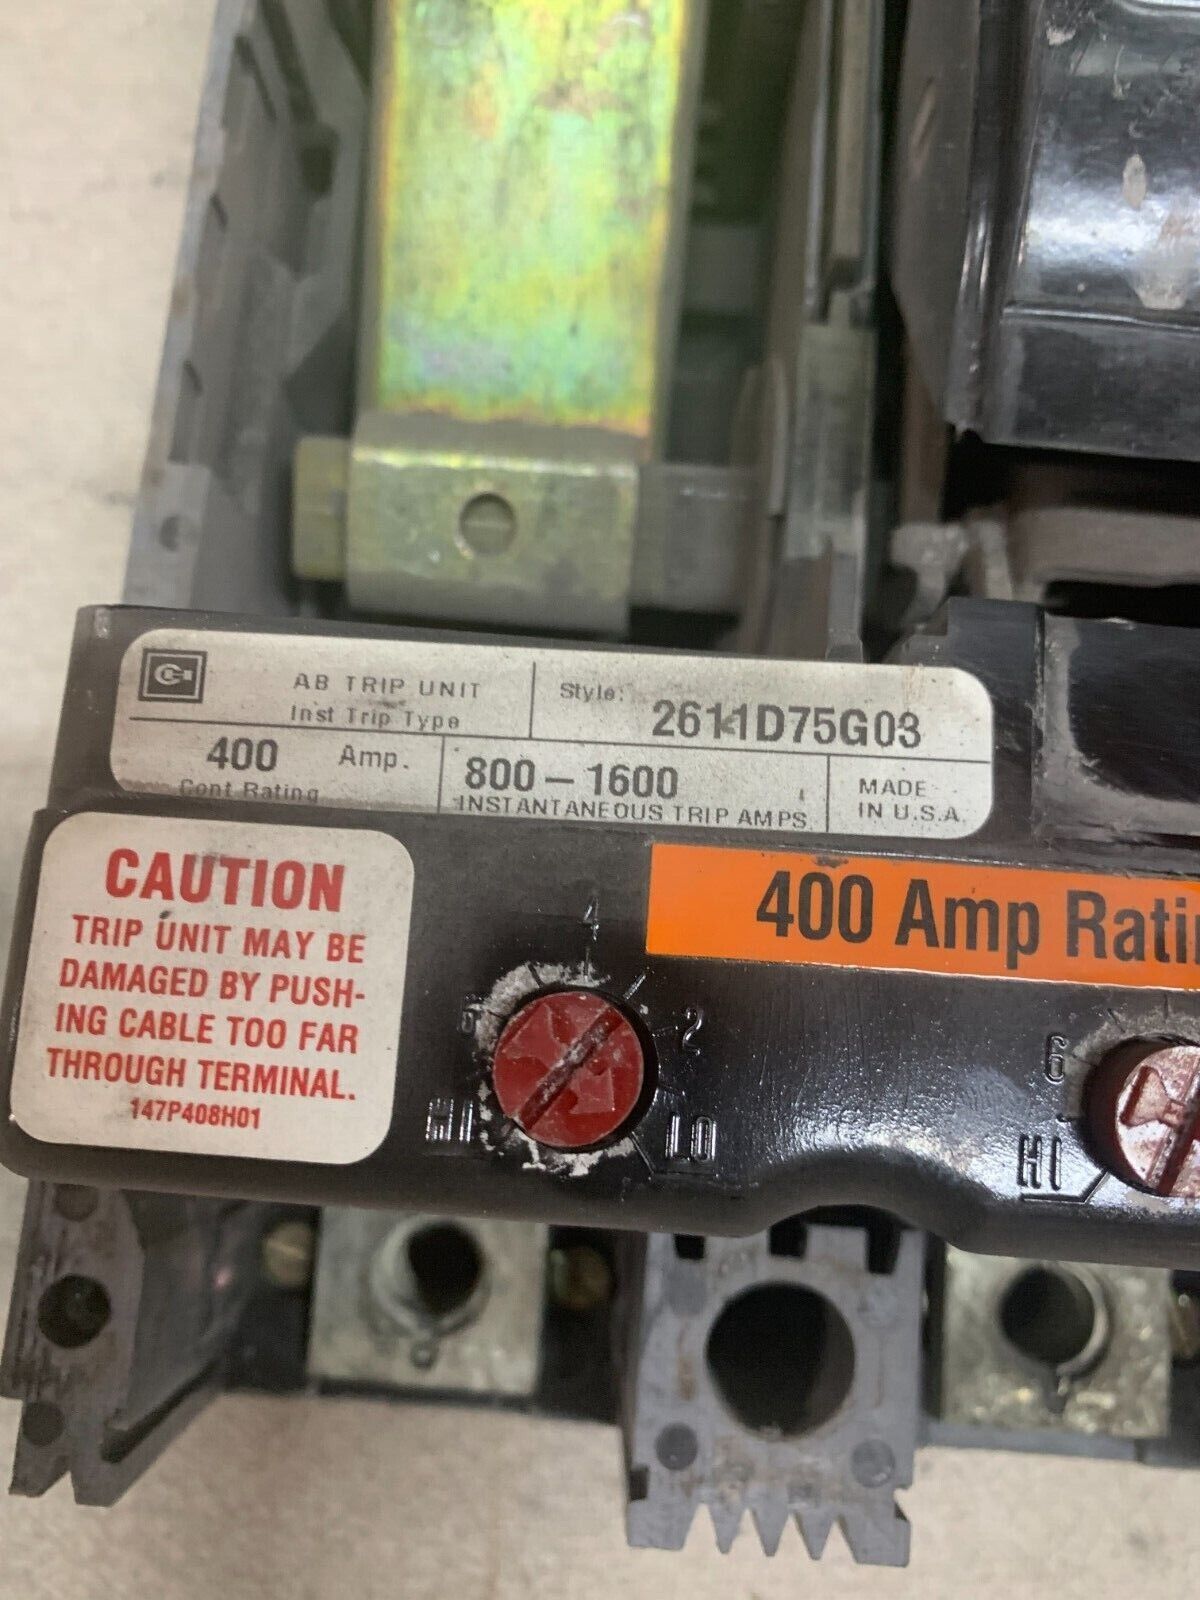 AB TRIP UNIT
Inst Trip Type
Style: 2611D75G03
400 Amp.
Cont Rating
800-1600
INSTANTANEOUS TRIP AMPS
MADE
IN U.S.A.
CAUTION
TRIP UNIT MAY BE
DAMAGED BY PUSH-
ING CABLE TOO FAR
THROUGH TERMINAL.
147P408H01
400 Amp Ratin
4
6
2
HI
LO
6
HI